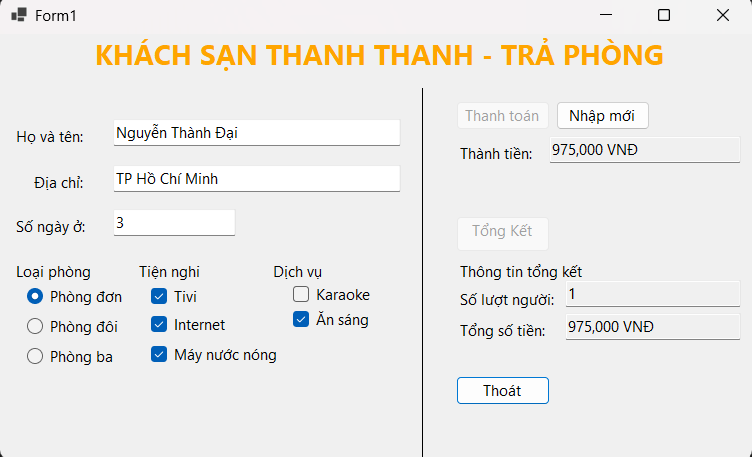 Form1
KHÁCH SẠN THANH THANH - TRẢ PHÒNG
Họ và tên:
Nguyễn Thành Đại
Địa chỉ:
TP Hồ Chí Minh
Số ngày ở:
3
Loại phòng
Phòng đơn
Phòng đôi
Phòng ba
Tiện nghi
Tivi
Internet
Máy nước nóng
Dịch vụ
Karaoke
Ăn sáng
Thanh toán
Nhập mới
Thành tiền:
975,000 VNĐ
Tổng Kết
Thông tin tổng kết
Số lượt người:
1
Tổng số tiền:
975,000 VNĐ
Thoát